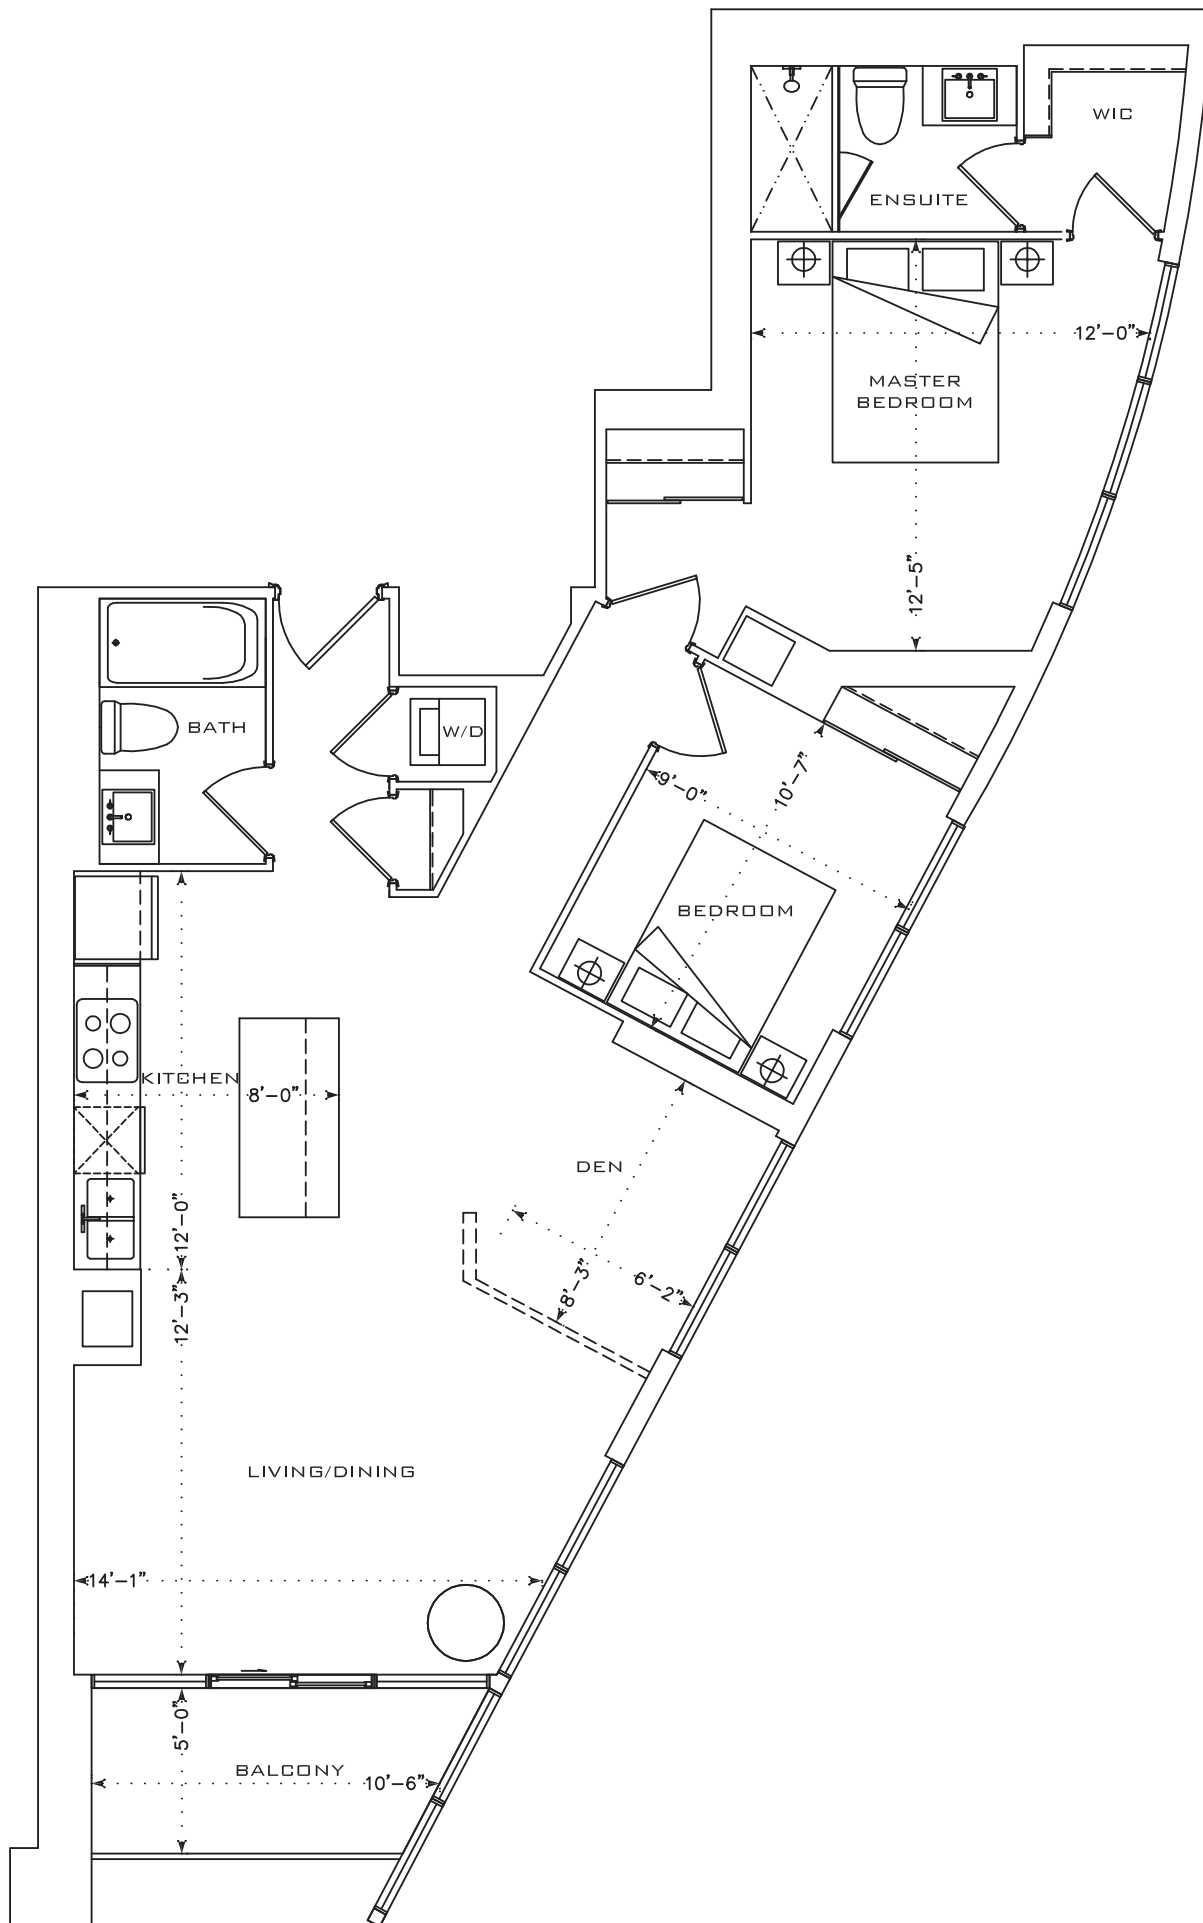 WIC
ENSUITE
12'-0"
MASTER
BEDROOM
12'-5"
BATH
W/D
9'-0"
10'-7"
BEDROOM
KITCHEN
8'-0"
DEN
12'-0"
6'-2"
8'-3"
12'-3"
LIVING/DINING
14'-1"
5'-0"
BALCONY
10'-6"